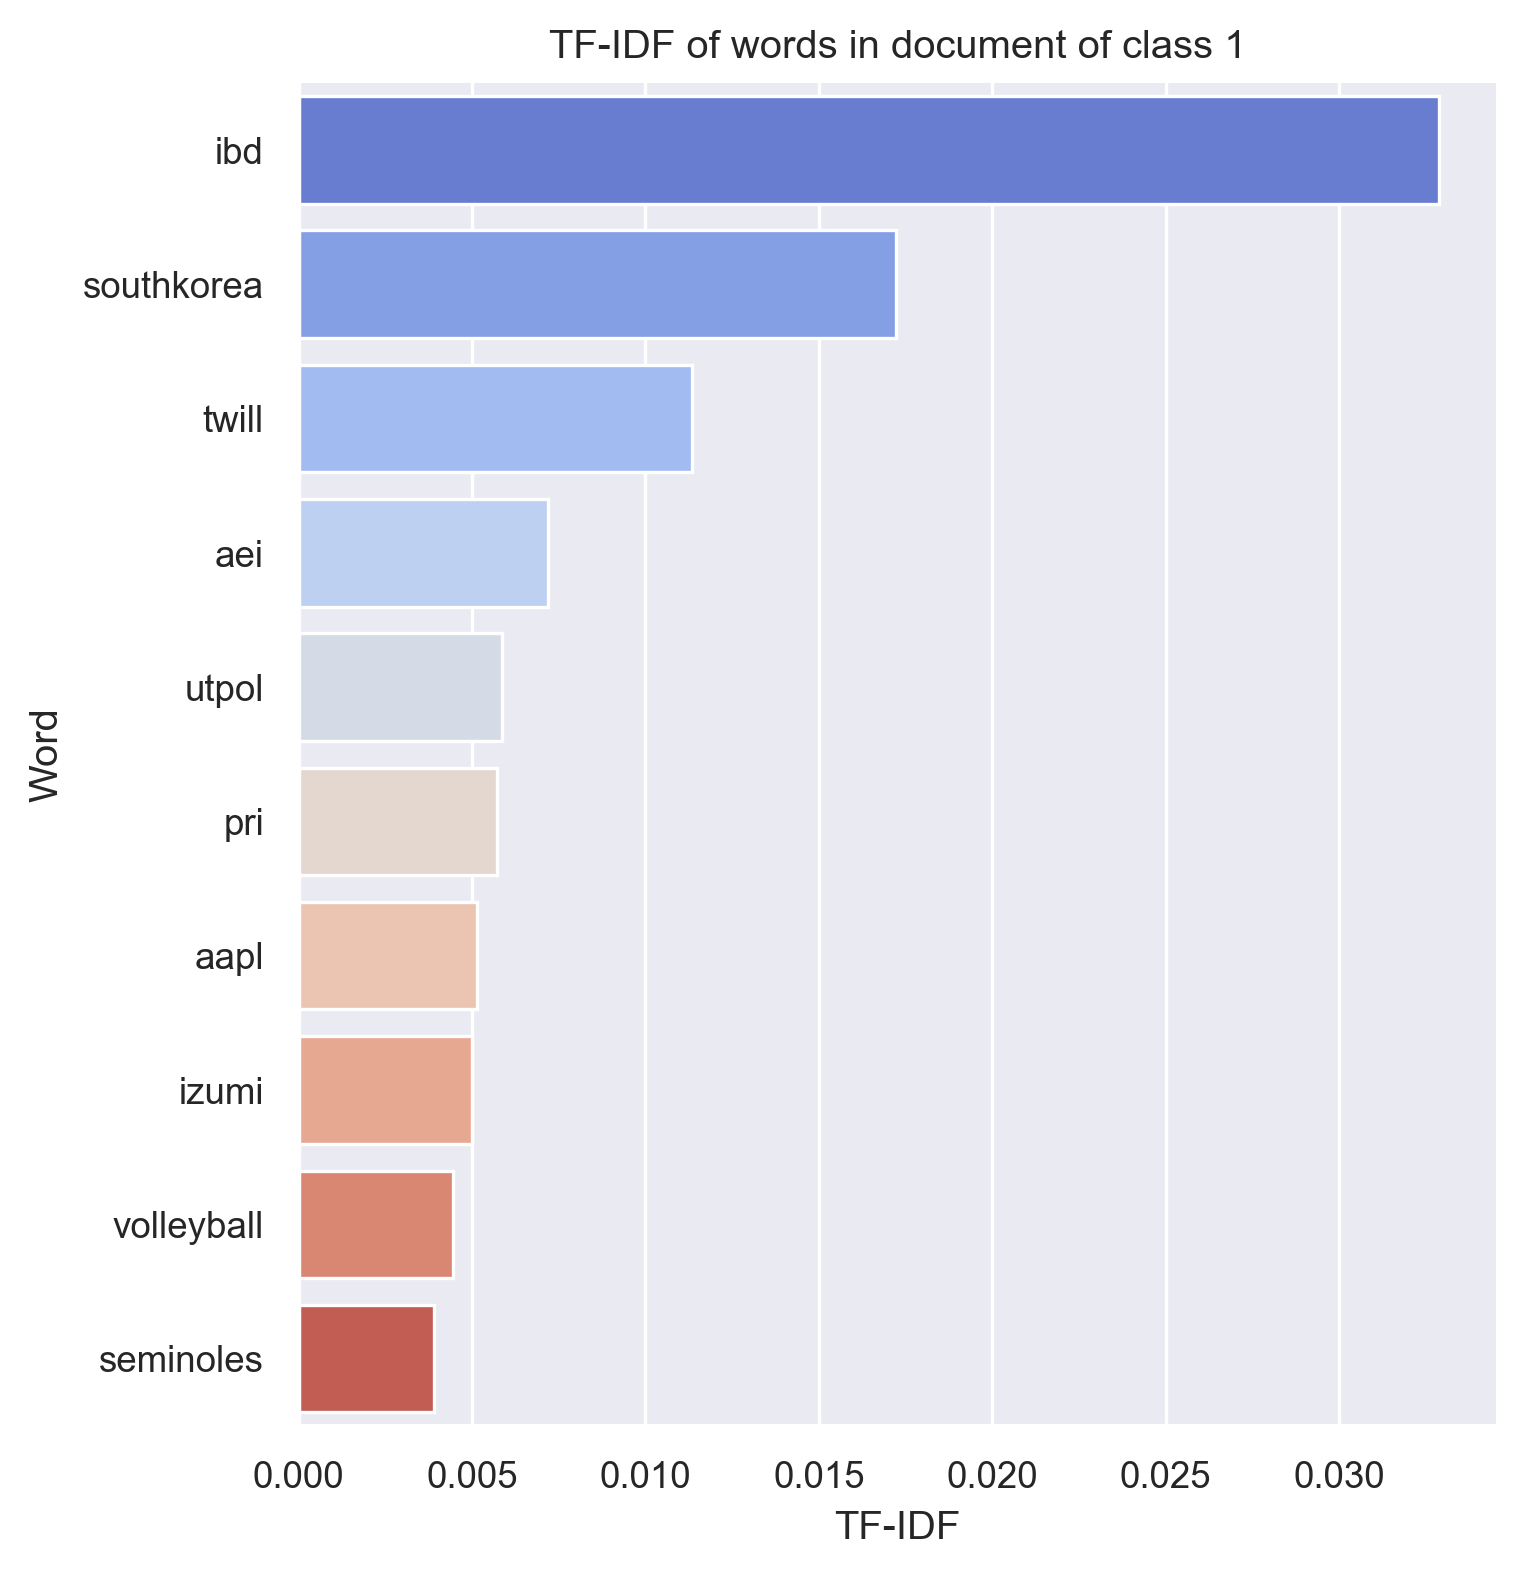 TF-IDF of words in document of class 1
ibd
southkorea
twill
aei
utpol
pri
aapl
izumi
volleyball
seminoles
Word
0.000 0.005 0.010 0.015 0.020 0.025 0.030
TF-IDF